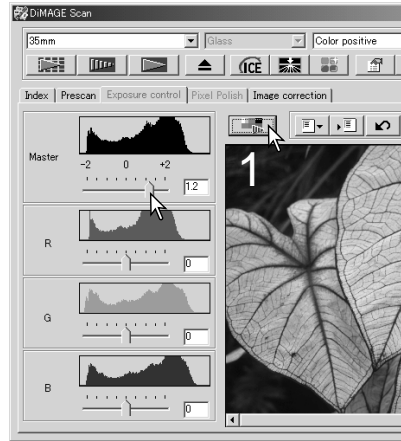 DiMAGE Scan
35mm Glass Color positive
ICE
Index Prescan Exposure control Pixel Polish Image correction
Master
-2 0 +2
1.2
R
0
G
0
B
0
1